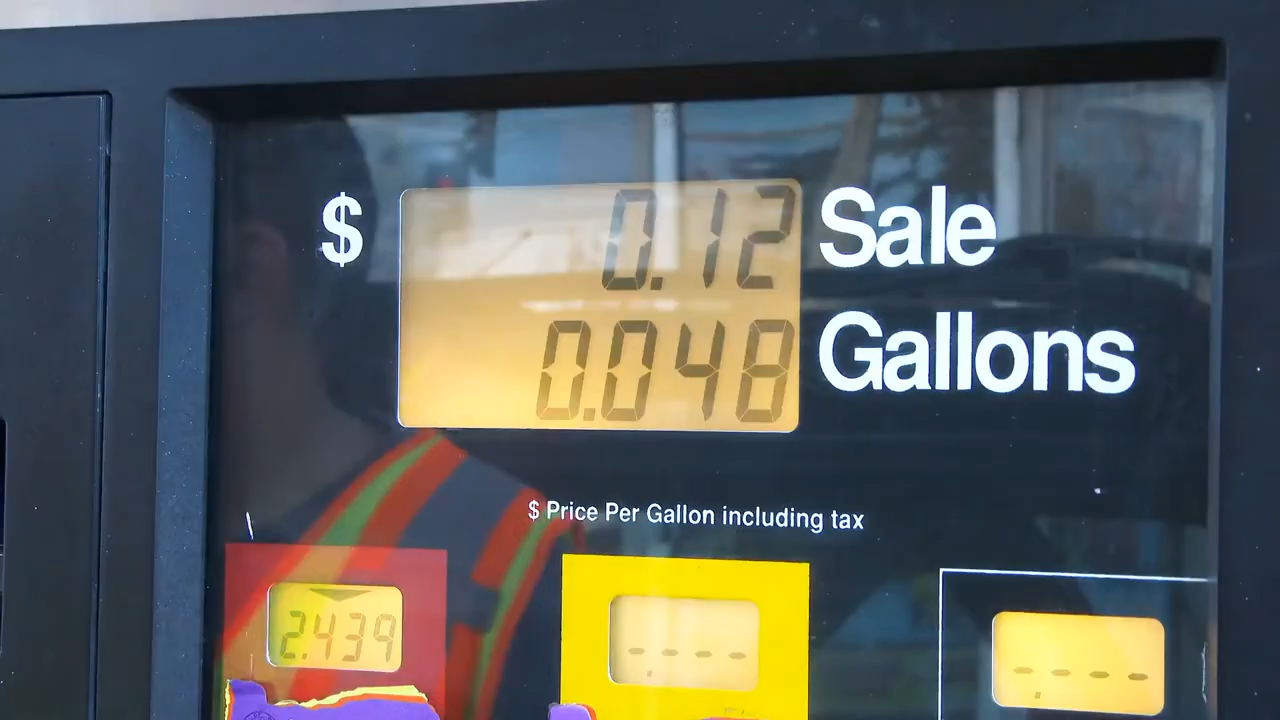 $ 0.12 Sale
0.048 Gallons
$ Price Per Gallon including tax
2.439
----
----